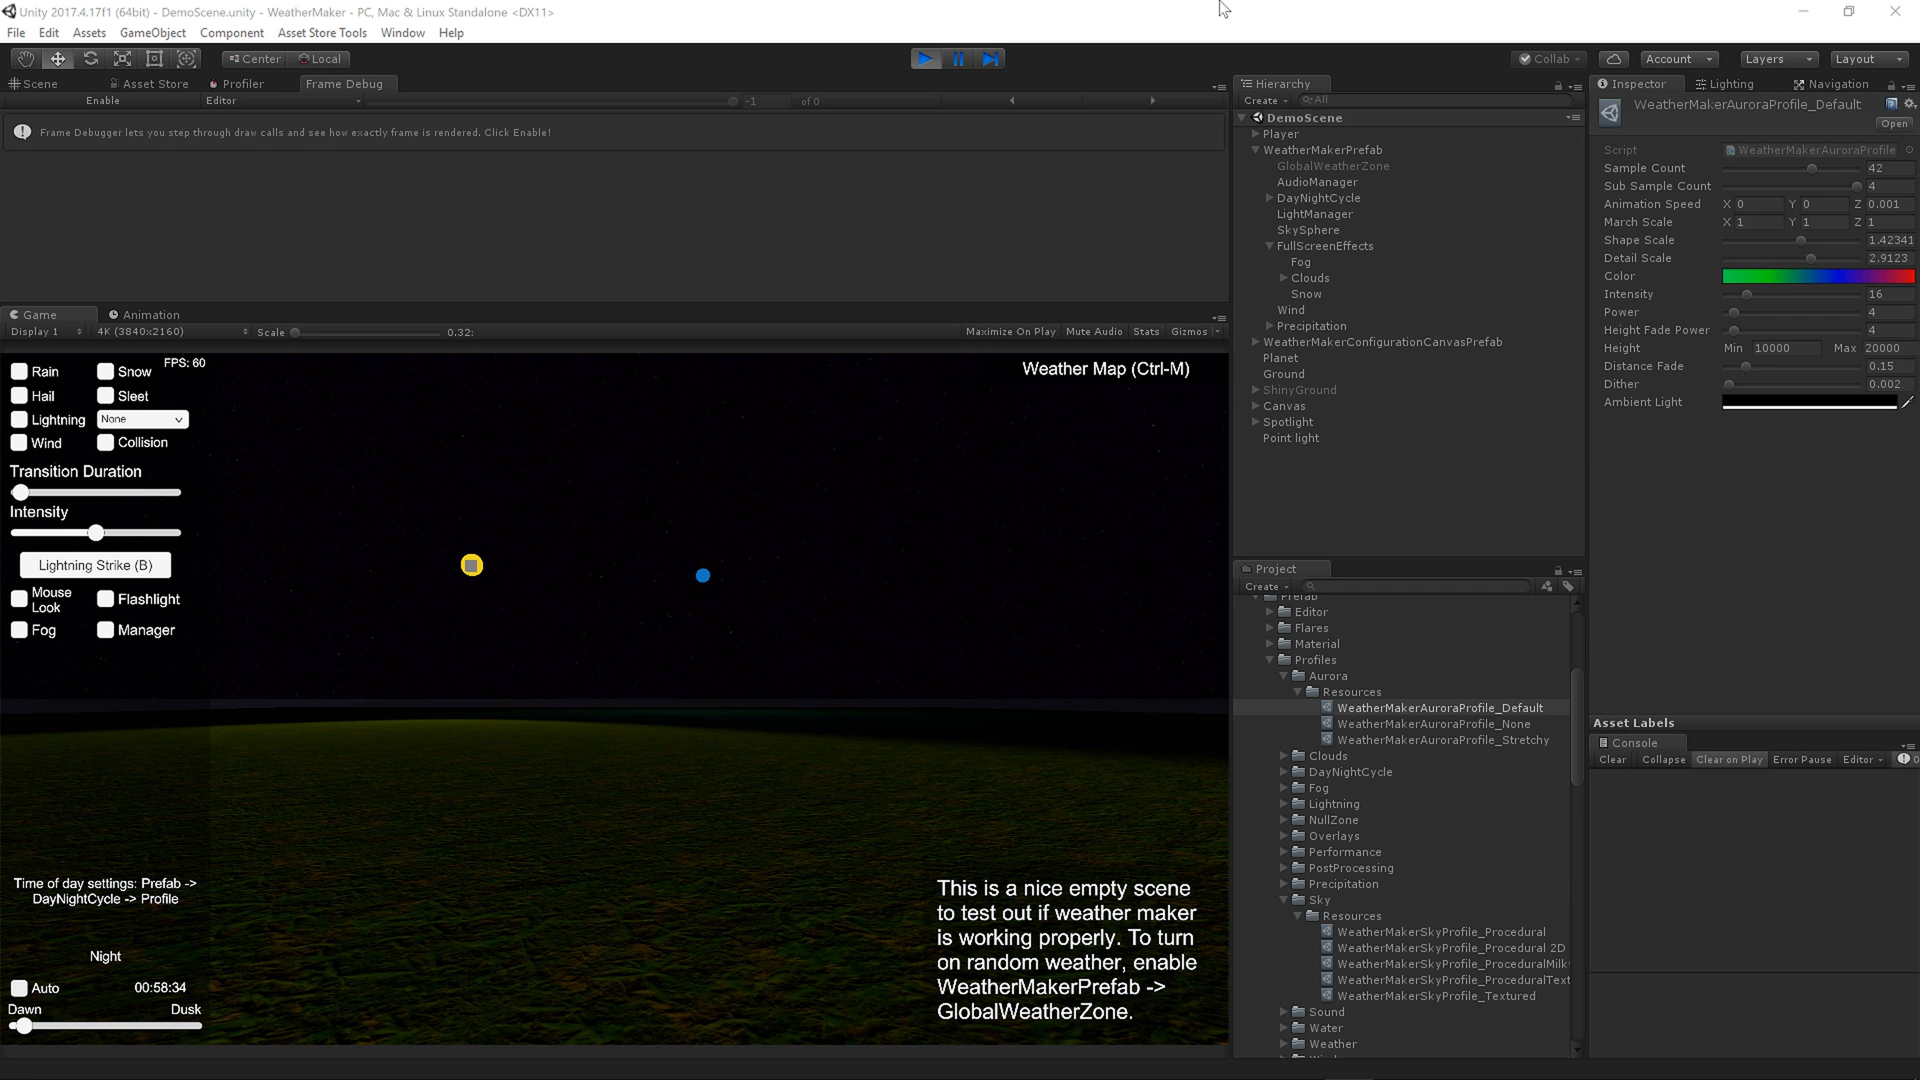 Unity 2017.4.17f1 (64bit) - DemoScene.unity - WeatherMaker - PC, Mac & Linux Standalone <DX11>
File Edit Assets GameObject Component Asset Store Tools Window Help
Center Local
Collab Account Layers Layout
Scene Asset Store Profiler Frame Debug
Enable Editor -1 of 0
Frame Debugger lets you step through draw calls and see how exactly frame is rendered. Click Enable!
Game Animation
Display 1 4K (3840x2160) Scale 0.32: Maximize On Play Mute Audio Stats Gizmos
FPS: 60
Weather Map (Ctrl-M)
Rain Snow
Hail Sleet
Lightning None
Wind Collision
Transition Duration
Intensity
Lightning Strike (B)
Mouse Look Flashlight
Fog Manager
Time of day settings: Prefab ->
DayNightCycle -> Profile
Night
Auto 00:58:34
Dawn Dusk
This is a nice empty scene
to test out if weather maker
is working properly. To turn
on random weather, enable
WeatherMakerPrefab ->
GlobalWeatherZone.
Hierarchy
Create All
DemoScene
Player
WeatherMakerPrefab
GlobalWeatherZone
AudioManager
DayNightCycle
LightManager
SkySphere
FullScreenEffects
Fog
Clouds
Snow
Wind
Precipitation
WeatherMakerConfigurationCanvasPrefab
Planet
Ground
ShinyGround
Canvas
Spotlight
Point light
Project
Create
Prefab
Editor
Flares
Material
Profiles
Aurora
Resources
WeatherMakerAuroraProfile_Default
WeatherMakerAuroraProfile_None
WeatherMakerAuroraProfile_Stretchy
Clouds
DayNightCycle
Fog
Lightning
NullZone
Overlays
Performance
PostProcessing
Precipitation
Sky
Resources
WeatherMakerSkyProfile_Procedural
WeatherMakerSkyProfile_Procedural 2D
WeatherMakerSkyProfile_ProceduralMilk
WeatherMakerSkyProfile_ProceduralText
WeatherMakerSkyProfile_Textured
Sound
Water
Weather
Inspector Lighting Navigation
WeatherMakerAuroraProfile_Default
Open
Script WeatherMakerAuroraProfile
Sample Count 42
Sub Sample Count 4
Animation Speed X 0 Y 0 Z 0.001
March Scale X 1 Y 1 Z 1
Shape Scale 1.42341
Detail Scale 2.9123
Color
Intensity 16
Power 4
Height Fade Power 4
Height Min 10000 Max 20000
Distance Fade 0.15
Dither 0.002
Ambient Light
Asset Labels
Console
Clear Collapse Clear on Play Error Pause Editor 0